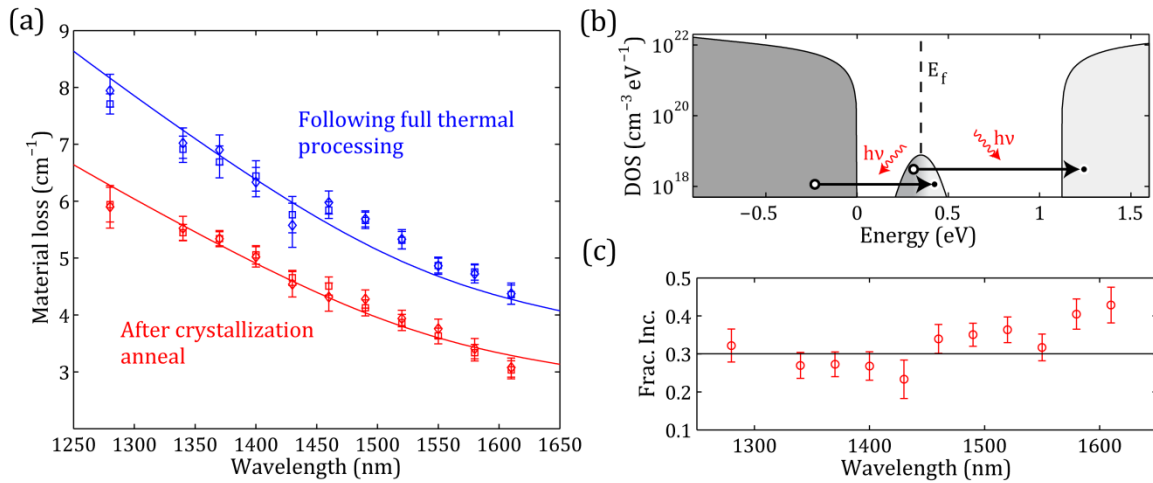 (a)
9
8
7
6
5
4
3
Material loss (cm⁻¹)
Following full thermal
processing
After crystallization
anneal
1250 1300 1350 1400 1450 1500 1550 1600 1650
Wavelength (nm)
(b)
10²²
10²⁰
10¹⁸
DOS (cm⁻³ eV⁻¹)
E_f
hν
hν
−0.5 0 0.5 1 1.5
Energy (eV)
(c)
0.5
0.4
0.3
0.2
0.1
Frac. Inc.
1300 1400 1500 1600
Wavelength (nm)